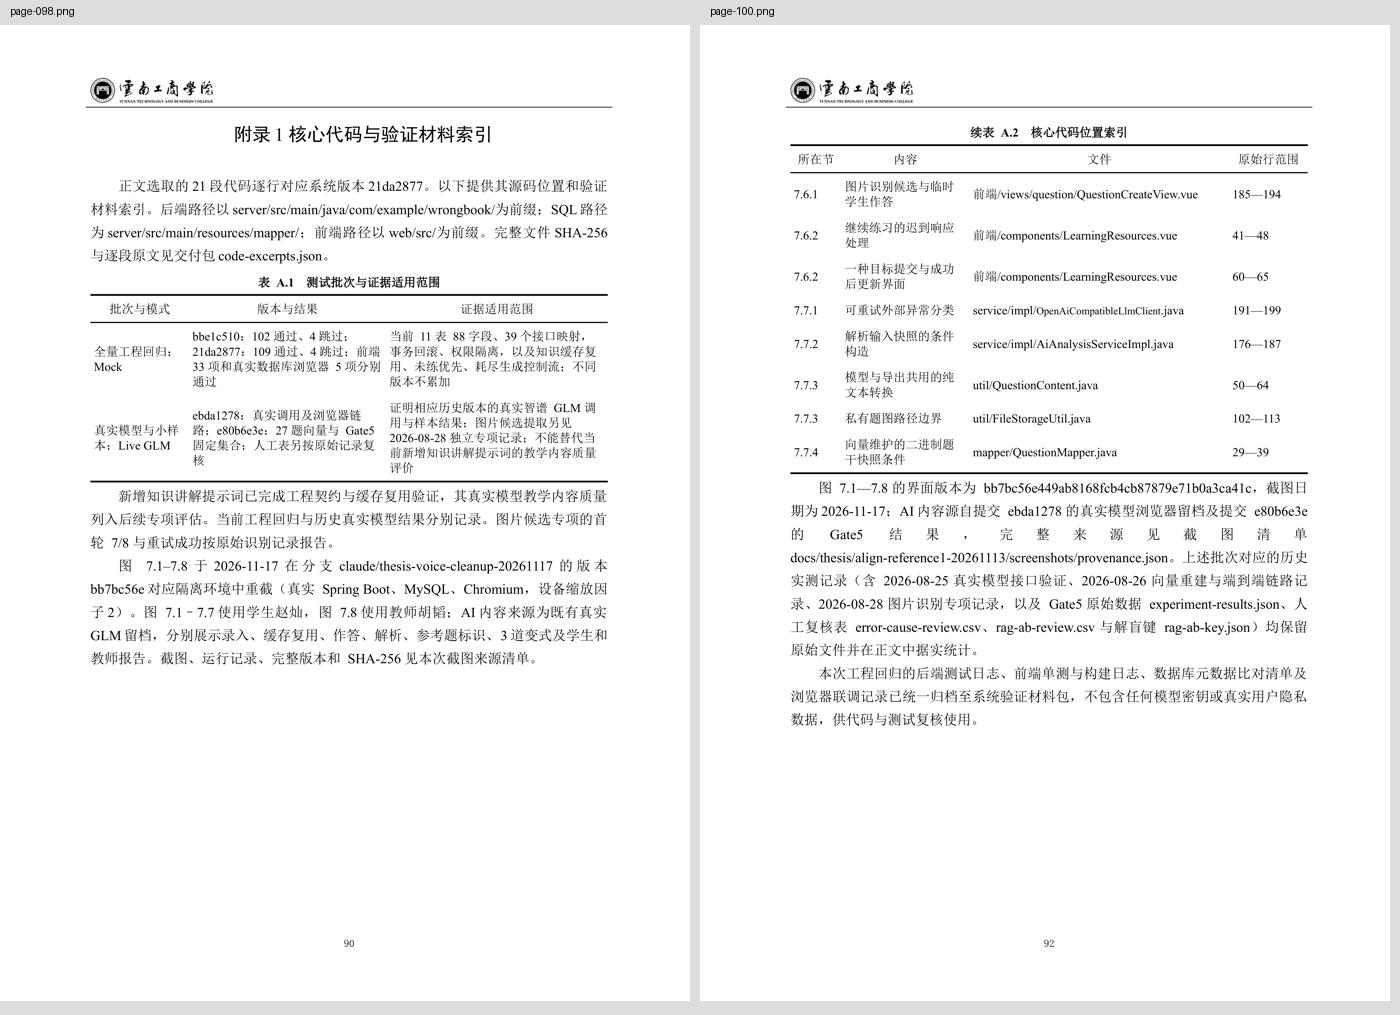 page-098.png
雲南工商學院
YUNNAN TECHNOLOGY AND BUSINESS COLLEGE
附录 1 核心代码与验证材料索引
正文选取的 21 段代码逐行对应系统版本 21da2877。以下提供其源码位置和验证
材料索引。后端路径以 server/src/main/java/com/example/wrongbook/为前缀；SQL 路径
为 server/src/main/resources/mapper/；前端路径以 web/src/为前缀。完整文件 SHA-256
与逐段原文见交付包 code-excerpts.json。
表 A.1 测试批次与证据适用范围
批次与模式 版本与结果 证据适用范围
全量工程回归；
Mock
bbe1c510：102 通过、4 跳过；
21da2877：109 通过、4 跳过；前端
33 项和真实数据库浏览器 5 项分别
通过
当前 11 表 88 字段、39 个接口映射，
事务回滚、权限隔离，以及知识缓存复
用、未练优先、耗尽生成控制流；不同
版本不累加
真实模型与小样
本；Live GLM
ebda1278：真实调用及浏览器链
路；e80b6e3e：27 题向量与 Gate5
固定集合；人工表另按原始记录复
核
证明相应历史版本的真实智谱 GLM 调
用与样本结果；图片候选提取另见
2026-08-28 独立专项记录；不能替代当
前新增知识讲解提示词的教学内容质量
评价
新增知识讲解提示词已完成工程契约与缓存复用验证，其真实模型教学内容质量
列入后续专项评估。当前工程回归与历史真实模型结果分别记录。图片候选专项的首
轮 7/8 与重试成功按原始识别记录报告。
图 7.1–7.8 于 2026-11-17 在分支 claude/thesis-voice-cleanup-20261117 的版本
bb7bc56e 对应隔离环境中重截（真实 Spring Boot、MySQL、Chromium，设备缩放因
子 2）。图 7.1–7.7 使用学生赵灿，图 7.8 使用教师胡韬；AI 内容来源为既有真实
GLM 留档，分别展示录入、缓存复用、作答、解析、参考题标识、3 道变式及学生和
教师报告。截图、运行记录、完整版本和 SHA-256 见本次截图来源清单。
90
page-100.png
雲南工商學院
YUNNAN TECHNOLOGY AND BUSINESS COLLEGE
续表 A.2 核心代码位置索引
所在节 内容 文件 原始行范围
7.6.1 图片识别候选与临时
学生作答 前端/views/question/QuestionCreateView.vue 185—194
7.6.2 继续练习的迟到响应
处理 前端/components/LearningResources.vue 41—48
7.6.2 一种目标提交与成功
后更新界面 前端/components/LearningResources.vue 60—65
7.7.1 可重试外部异常分类 service/impl/OpenAiCompatibleLlmClient.java 191—199
7.7.2 解析输入快照的条件
构造 service/impl/AiAnalysisServiceImpl.java 176—187
7.7.3 模型与导出共用的纯
文本转换 util/QuestionContent.java 50—64
7.7.3 私有题图路径边界 util/FileStorageUtil.java 102—113
7.7.4 向量维护的二进制题
干快照条件 mapper/QuestionMapper.java 29—39
图 7.1—7.8 的界面版本为 bb7bc56e449ab8168fcb4cb87879e71b0a3ca41c，截图日
期为 2026-11-17；AI 内容源自提交 ebda1278 的真实模型浏览器留档及提交 e80b6e3e
的 Gate5 结果，完整来源见截图清单
docs/thesis/align-reference1-20261113/screenshots/provenance.json。上述批次对应的历史
实测记录（含 2026-08-25 真实模型接口验证、2026-08-26 向量重建与端到端链路记
录、2026-08-28 图片识别专项记录，以及 Gate5 原始数据 experiment-results.json、人
工复核表 error-cause-review.csv、rag-ab-review.csv 与解盲键 rag-ab-key.json）均保留
原始文件并在正文中据实统计。
本次工程回归的后端测试日志、前端单测与构建日志、数据库元数据比对清单及
浏览器联调记录已统一归档至系统验证材料包，不包含任何模型密钥或真实用户隐私
数据，供代码与测试复核使用。
92